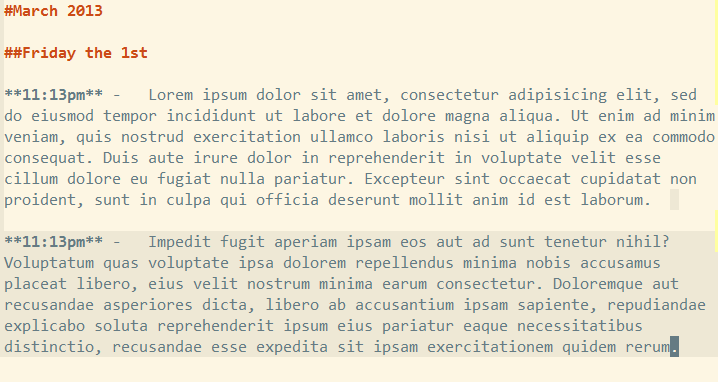 #March 2013
##Friday the 1st
**11:13pm** -   Lorem ipsum dolor sit amet, consectetur adipisicing elit, sed
do eiusmod tempor incididunt ut labore et dolore magna aliqua. Ut enim ad minim
veniam, quis nostrud exercitation ullamco laboris nisi ut aliquip ex ea commodo
consequat. Duis aute irure dolor in reprehenderit in voluptate velit esse
cillum dolore eu fugiat nulla pariatur. Excepteur sint occaecat cupidatat non
proident, sunt in culpa qui officia deserunt mollit anim id est laborum.
**11:13pm** -   Impedit fugit aperiam ipsam eos aut ad sunt tenetur nihil?
Voluptatum quas voluptate ipsa dolorem repellendus minima nobis accusamus
placeat libero, eius velit nostrum minima earum consectetur. Doloremque aut
recusandae asperiores dicta, libero ab accusantium ipsam sapiente, repudiandae
explicabo soluta reprehenderit ipsum eius pariatur eaque necessitatibus
distinctio, recusandae esse expedita sit ipsam exercitationem quidem rerum.